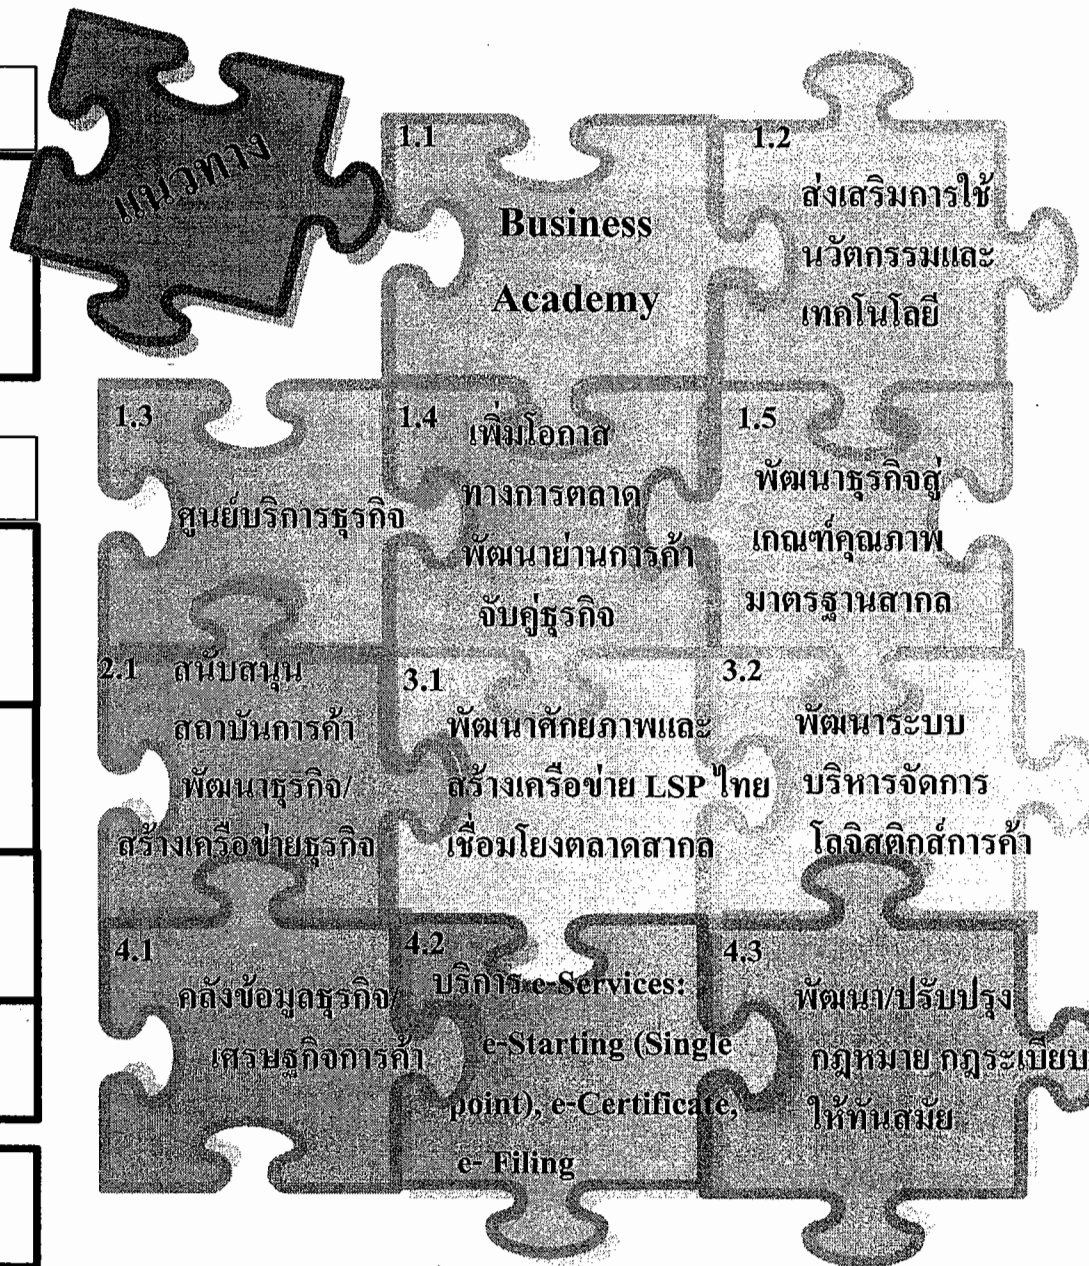 แนวทาง
1.1
Business
Academy
1.2
ส่งเสริมการใช้
นวัตกรรมและ
เทคโนโลยี
1.3
ศูนย์บริการธุรกิจ
1.4
เพิ่มโอกาส
ทางการตลาด
พัฒนาย่านการค้า
จับคู่ธุรกิจ
1.5
พัฒนาธุรกิจสู่
เกณฑ์คุณภาพ
มาตรฐานสากล
2.1 สนับสนุน
สถาบันการค้า
พัฒนาธุรกิจ/
สร้างเครือข่ายธุรกิจ
3.1
พัฒนาศักยภาพและ
สร้างเครือข่าย LSP ไทย
เชื่อมโยงตลาดสากล
3.2
พัฒนาระบบ
บริหารจัดการ
โลจิสติกส์การค้า
4.1
คลังข้อมูลธุรกิจ/
เศรษฐกิจการค้า
4.2
บริการ e-Services:
e-Starting (Single
point), e-Certificate,
e- Filing
4.3
พัฒนา/ปรับปรุง
กฎหมาย กฎระเบียบ
ให้ทันสมัย